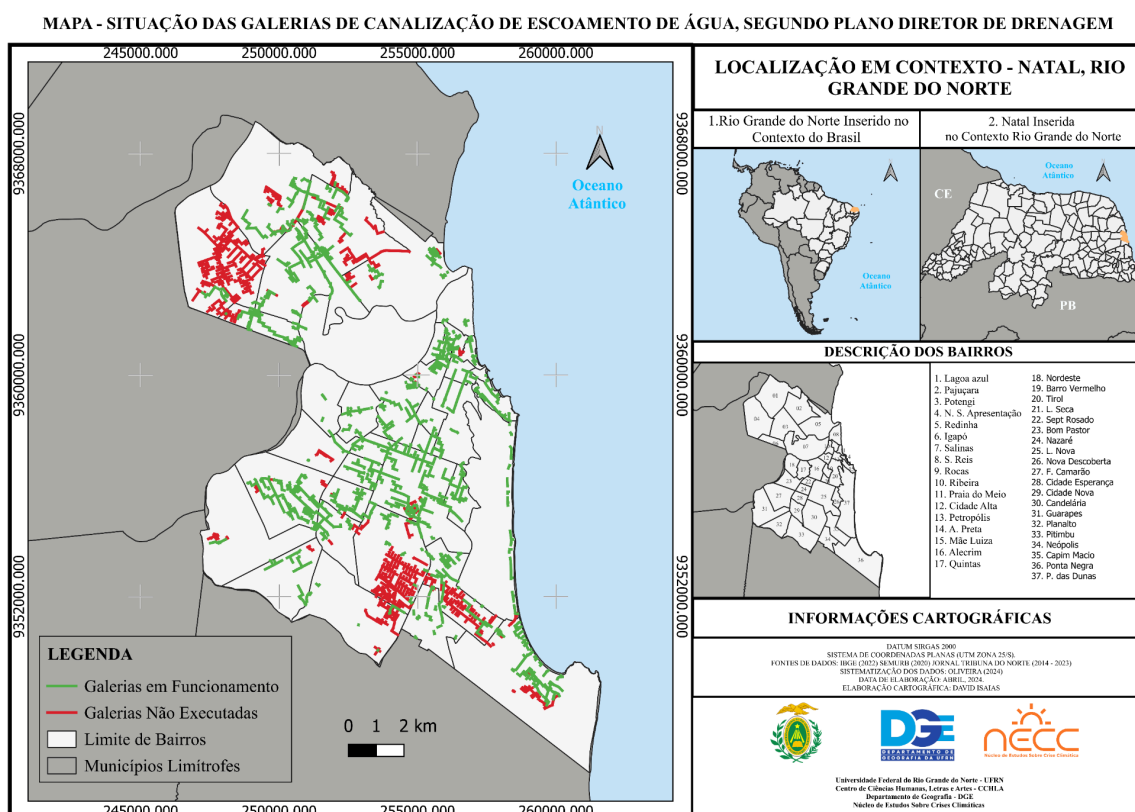 MAPA - SITUAÇÃO DAS GALERIAS DE CANALIZAÇÃO DE ESCOAMENTO DE ÁGUA, SEGUNDO PLANO DIRETOR DE DRENAGEM
245000.000 250000.000 255000.000 260000.000
9368000.000
9360000.000
9352000.000
N
Oceano
Atântico
LEGENDA
Galerias em Funcionamento
Galerias Não Executadas
Limite de Bairros
Municípios Limítrofes
0 1 2 km
245000.000 250000.000 255000.000 260000.000
9368000.000
9360000.000
9352000.000
LOCALIZAÇÃO EM CONTEXTO - NATAL, RIO
GRANDE DO NORTE
1.Rio Grande do Norte Inserido no
Contexto do Brasil
Oceano
Atântico
2. Natal Inserida
no Contexto Rio Grande do Norte
Oceano
Atântico
CE
PB
DESCRIÇÃO DOS BAIRROS
1. Lagoa azul
2. Pajuçara
3. Potengi
4. N. S. Apresentação
5. Redinha
6. Igapó
7. Salinas
8. S. Reis
9. Rocas
10. Ribeira
11. Praia do Meio
12. Cidade Alta
13. Petropólis
14. A. Preta
15. Mãe Luiza
16. Alecrim
17. Quintas
18. Nordeste
19. Barro Vermelho
20. Tirol
21. L. Seca
22. Sept Rosado
23. Bom Pastor
24. Nazaré
25. L. Nova
26. Nova Descoberta
27. F. Camarão
28. Cidade Esperança
29. Cidade Nova
30. Candelária
31. Guarapes
32. Planalto
33. Pitimbu
34. Neópolis
35. Capim Macio
36. Ponta Negra
37. P. das Dunas
INFORMAÇÕES CARTOGRÁFICAS
DATUM SIRGAS 2000
SISTEMA DE COORDENADAS PLANAS (UTM ZONA 25/S).
FONTES DE DADOS: IBGE (2022) SEMURB (2020) JORNAL TRIBUNA DO NORTE (2014 - 2023)
SISTEMATIZAÇÃO DOS DADOS: OLIVEIRA (2024)
DATA DE ELABORAÇÃO: ABRIL, 2024.
ELABORAÇÃO CARTOGRÁFICA: DAVID ISAIAS
DGE
DEPARTAMENTO DE
GEOGRAFIA DA UFRN
necc
Núcleo de Estudos Sobre Crise Climática
Universidade Federal do Rio Grande do Norte - UFRN
Centro de Ciências Humanas, Letras e Artes - CCHLA
Departamento de Geografia - DGE
Núcleo de Estudos Sobre Crises Climáticas